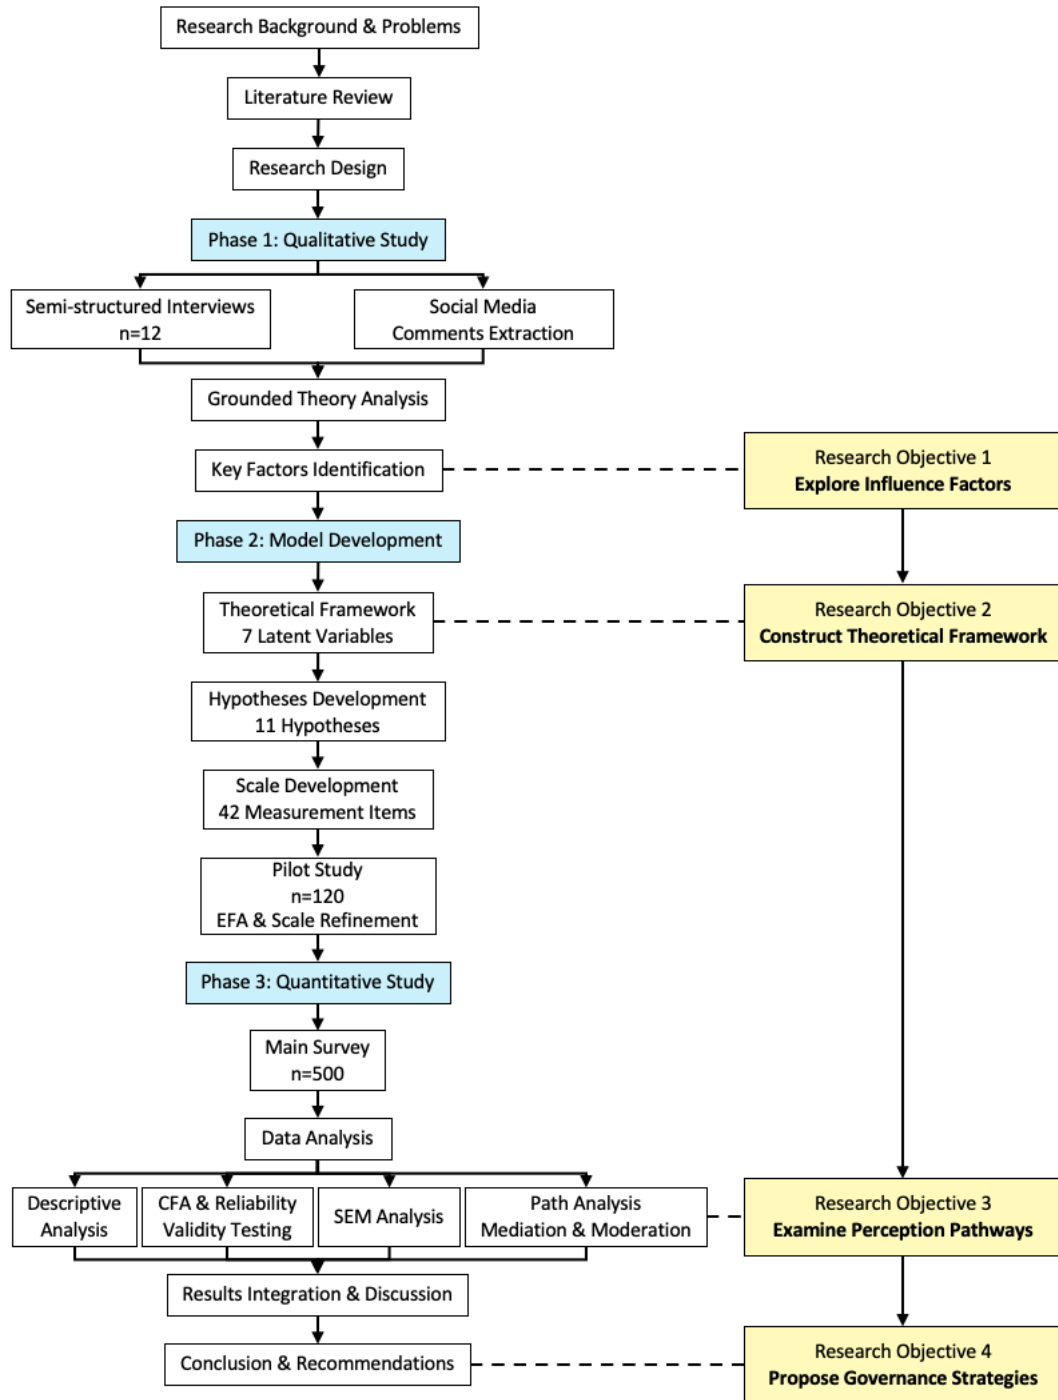 Research Background & Problems
Literature Review
Research Design
Phase 1: Qualitative Study
Semi-structured Interviews
n=12
Social Media
Comments Extraction
Grounded Theory Analysis
Key Factors Identification
Research Objective 1
Explore Influence Factors
Phase 2: Model Development
Theoretical Framework
7 Latent Variables
Research Objective 2
Construct Theoretical Framework
Hypotheses Development
11 Hypotheses
Scale Development
42 Measurement Items
Pilot Study
n=120
EFA & Scale Refinement
Phase 3: Quantitative Study
Main Survey
n=500
Data Analysis
Descriptive
Analysis
CFA & Reliability
Validity Testing
SEM Analysis
Path Analysis
Mediation & Moderation
Research Objective 3
Examine Perception Pathways
Results Integration & Discussion
Conclusion & Recommendations
Research Objective 4
Propose Governance Strategies